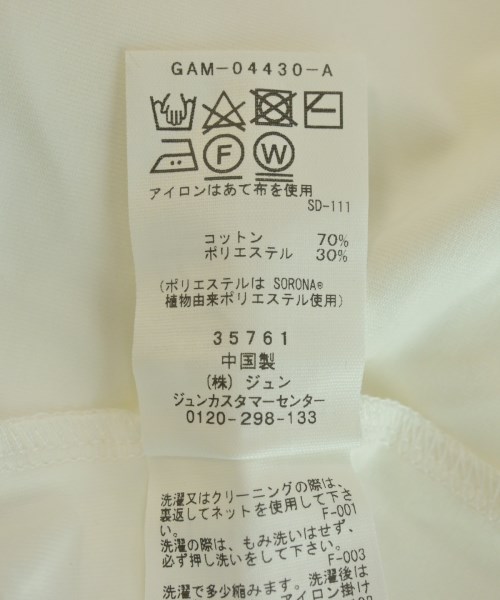 GAM-04430-A
F W
アイロンはあて布を使用
SD-111
コットン 70%
ポリエステル 30%
(ポリエステルは SORONA®
植物由来ポリエステル使用)
35761
中国製
(株) ジュン
ジュンカスタマーセンター
0120-298-133
洗濯又はクリーニングの際は、
裏返してネットを使用して下さ
い。 F-001
洗濯の際は、もみ洗いはせず、
必ず押し洗いをして下さい。
F-003
洗濯で多少縮みます。洗濯後は
アイロン掛け